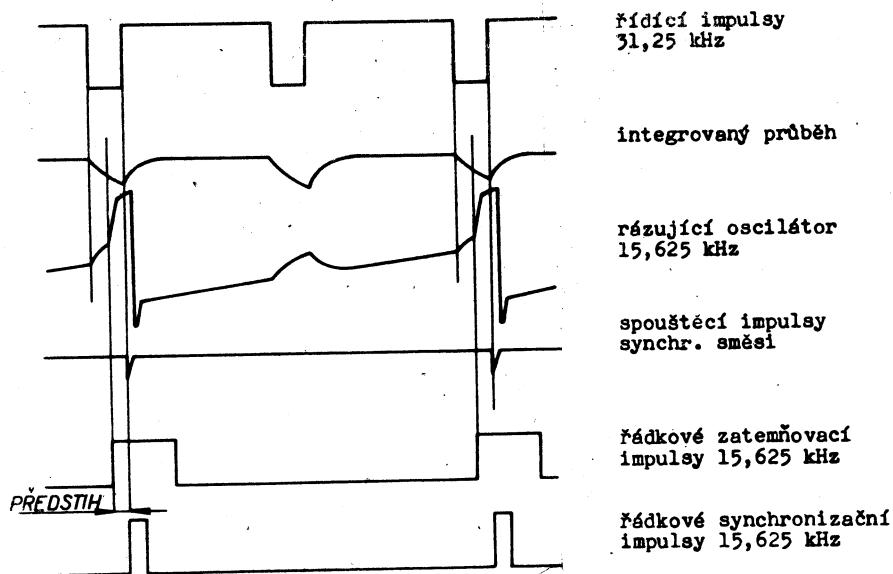 řídící impulsy
31,25 kHz
integrovaný průběh
rázující oscilátor
15,625 kHz
spouštěcí impulsy
synchr. směsi
řádkové zatemňovací
impulsy 15,625 kHz
PŘEDSTIH
řádkové synchronizační
impulsy 15,625 kHz